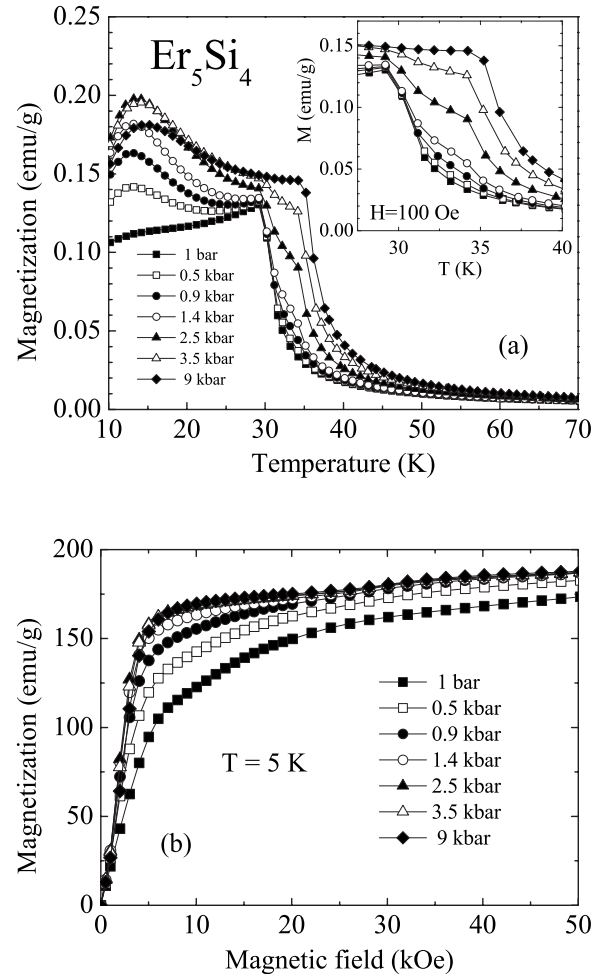 Er5Si4
Magnetization (emu/g)
0.25
0.20
0.15
0.10
0.05
0.00
10 20 30 40 50 60 70
Temperature (K)
1 bar
0.5 kbar
0.9 kbar
1.4 kbar
2.5 kbar
3.5 kbar
9 kbar
(a)
M (emu/g)
0.15
0.10
0.05
0.00
30 35 40
T (K)
H=100 Oe
Magnetization (emu/g)
200
150
100
50
0
0 10 20 30 40 50
Magnetic field (kOe)
T = 5 K
(b)
1 bar
0.5 kbar
0.9 kbar
1.4 kbar
2.5 kbar
3.5 kbar
9 kbar